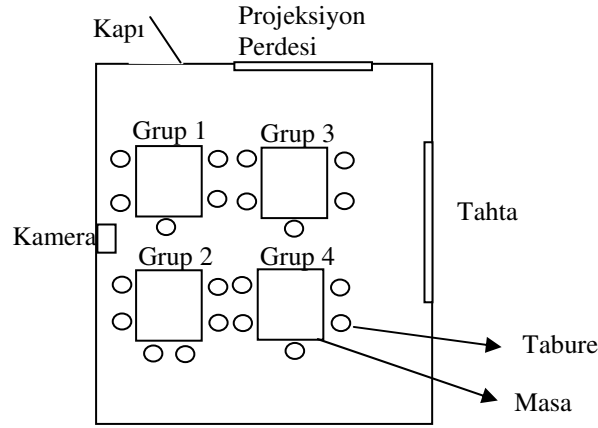 Kapı
Projeksiyon
Perdesi
Grup 1
Grup 3
Tahta
Kamera
Grup 2
Grup 4
Tabure
Masa